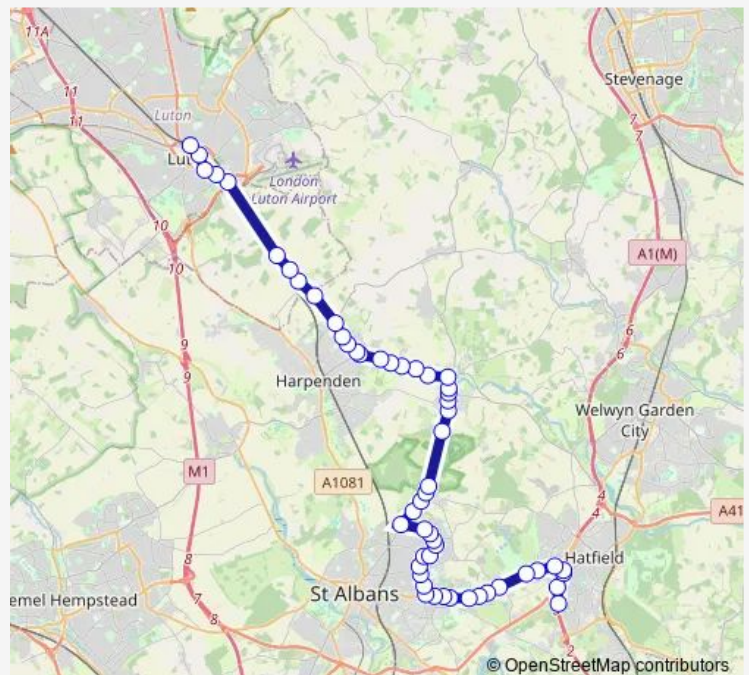 11A
Stevenage
11
11
Luton
7
7
Lut
London
Luton Airport
10
10
A1(M)
6
6
9
9
Harpenden
Welwyn Garden
City
M1
A1081
4
4
A41
8
8
7
Hatfield
emel Hempstead
St Albans
2
© OpenStreetMap contributors